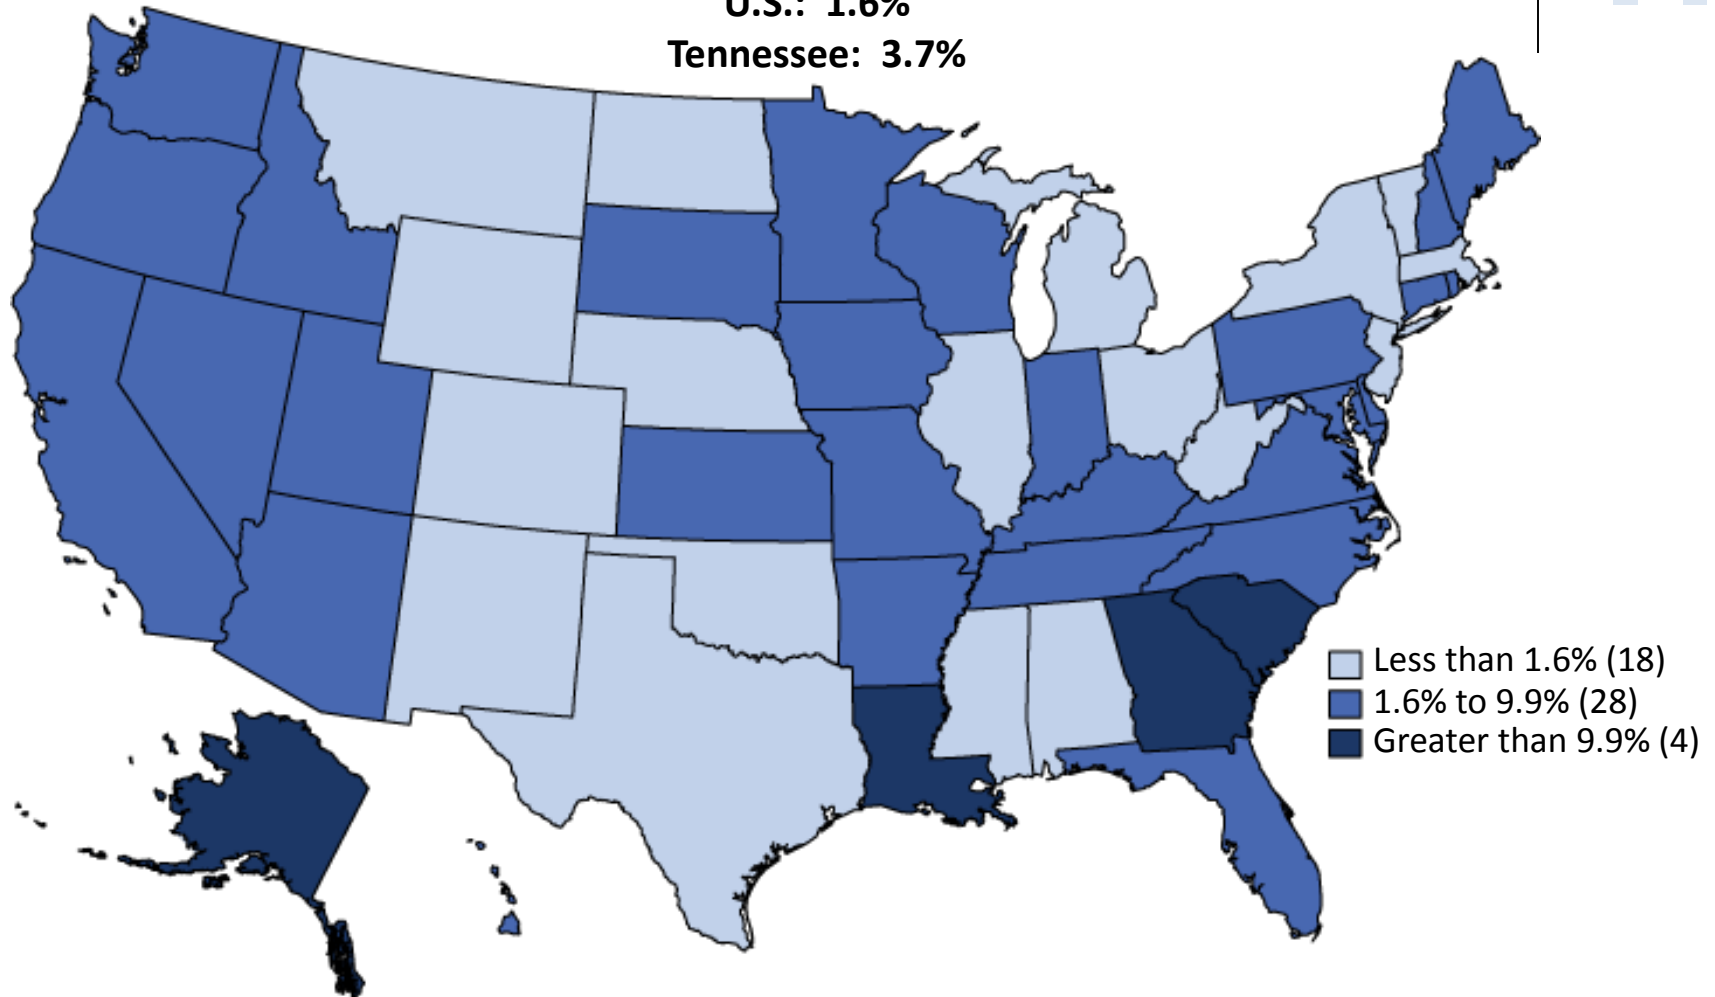 U.S.: 1.6%
Tennessee: 3.7%
Less than 1.6% (18)
1.6% to 9.9% (28)
Greater than 9.9% (4)